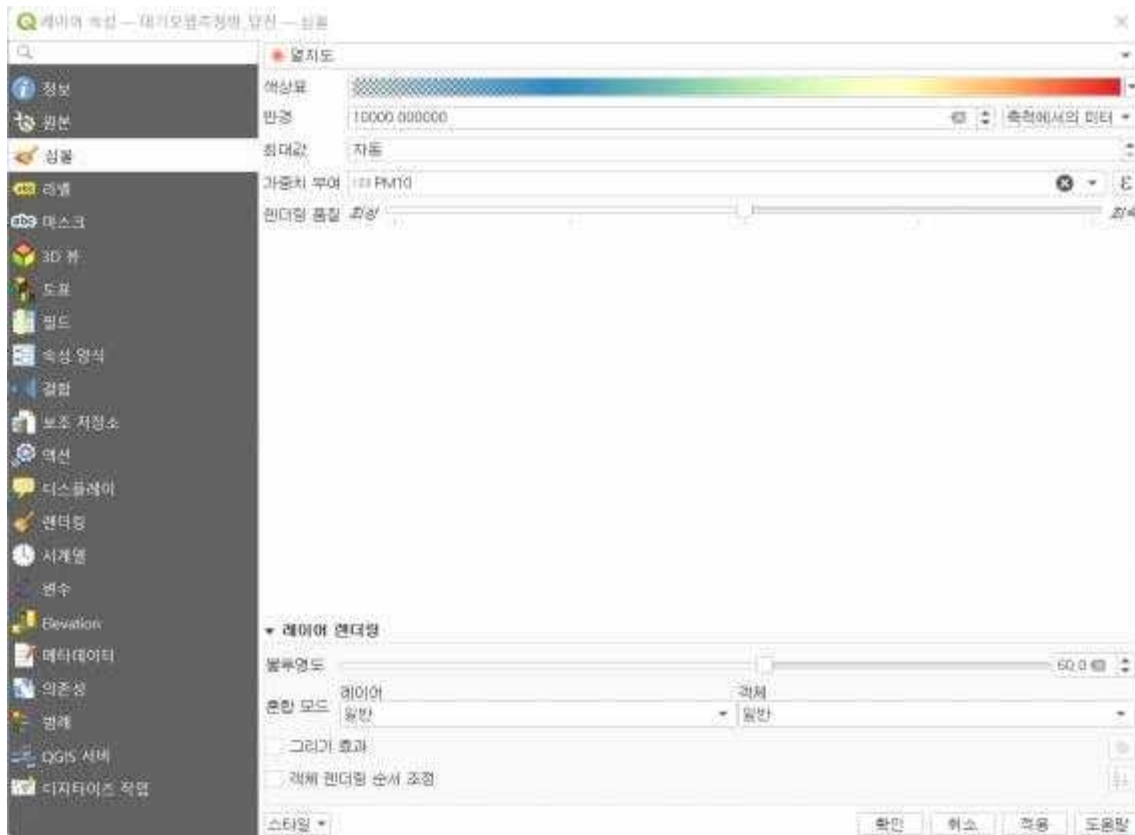 레이어 속성 — 대기오염측정망_당진 — 심볼
정보
원본
심볼
라벨
마스크
3D 뷰
도표
필드
속성 양식
결합
보조 저장소
액션
디스플레이
렌더링
시계열
변수
Elevation
메타데이터
의존성
범례
QGIS 서버
디지타이즈 작업
열지도
색상표
반경 10000.000000 축척에서의 미터
최대값 자동
가중치 부여 123 PM10 ε
렌더링 품질 최상
레이어 렌더링
불투명도 60.0
레이어 객체
혼합 모드 일반 일반
그리기 효과
객체 렌더링 순서 조정
스타일 확인 취소 적용 도움말